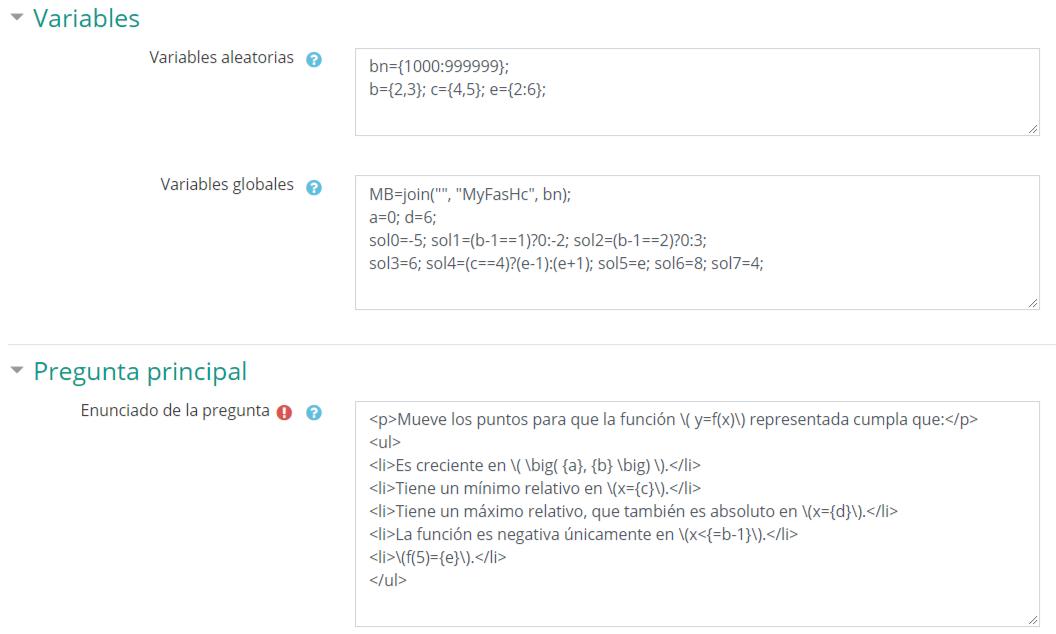 Variables
Variables aleatorias
bn={1000:999999};
b={2,3}; c={4,5}; e={2:6};
Variables globales
MB=join("", "MyFasHc", bn);
a=0; d=6;
sol0=-5; sol1=(b-1==1)?0:-2; sol2=(b-1==2)?0:3;
sol3=6; sol4=(c==4)?(e-1):(e+1); sol5=e; sol6=8; sol7=4;
Pregunta principal
Enunciado de la pregunta
<p>Mueve los puntos para que la función \( y=f(x)\) representada cumpla que:</p>
<ul>
<li>Es creciente en \( \big( {a}, {b} \big) \).</li>
<li>Tiene un mínimo relativo en \(x={c}\).</li>
<li>Tiene un máximo relativo, que también es absoluto en \(x={d}\).</li>
<li>La función es negativa únicamente en \(x<{=b-1}\).</li>
<li>\(f(5)={e}\).</li>
</ul>